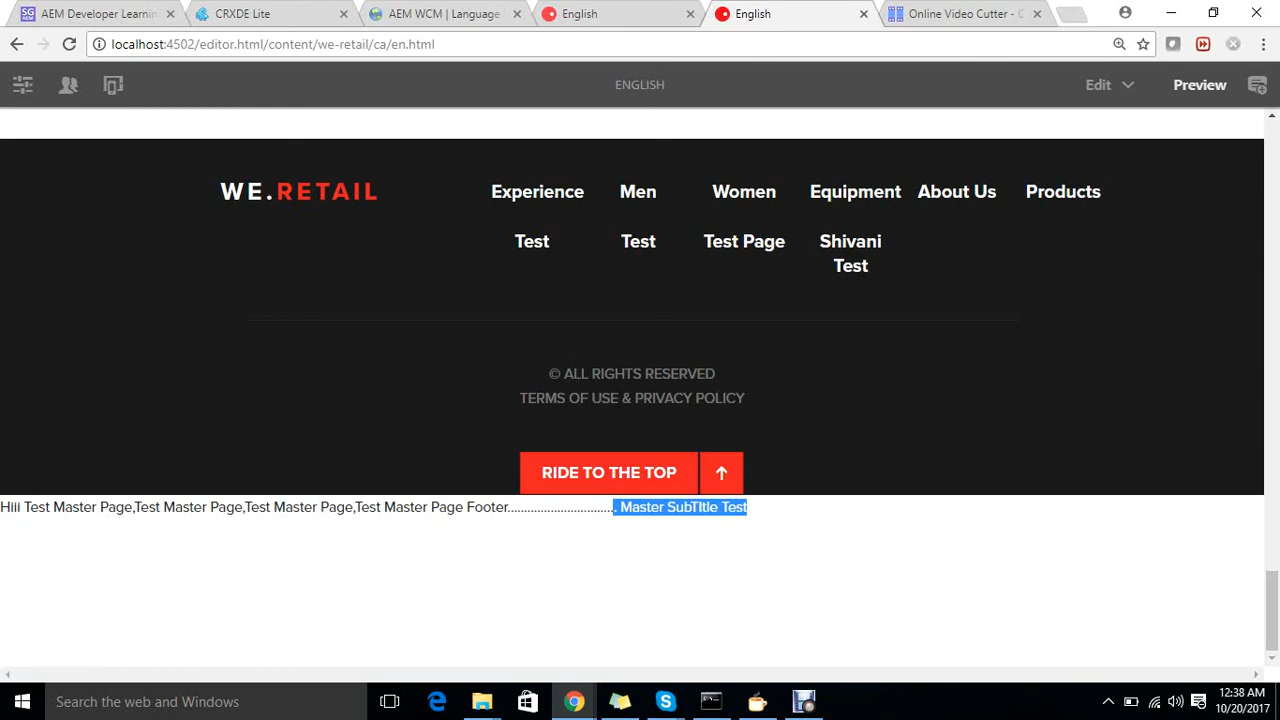 AEM Developer Learnin
CRXDE Lite
AEM WCM | Language
English
English
Online Video Cutter - C
localhost:4502/editor.html/content/we-retail/ca/en.html
ENGLISH
Edit
Preview
WE.RETAIL
Experience
Men
Women
Equipment
About Us
Products
Test
Test
Test Page
Shivani
Test
© ALL RIGHTS RESERVED
TERMS OF USE & PRIVACY POLICY
RIDE TO THE TOP
HIii Test Master Page,Test Master Page,Test Master Page,Test Master Page Footer................................. Master SubTItle Test
Search the web and Windows
12:38 AM
10/20/2017